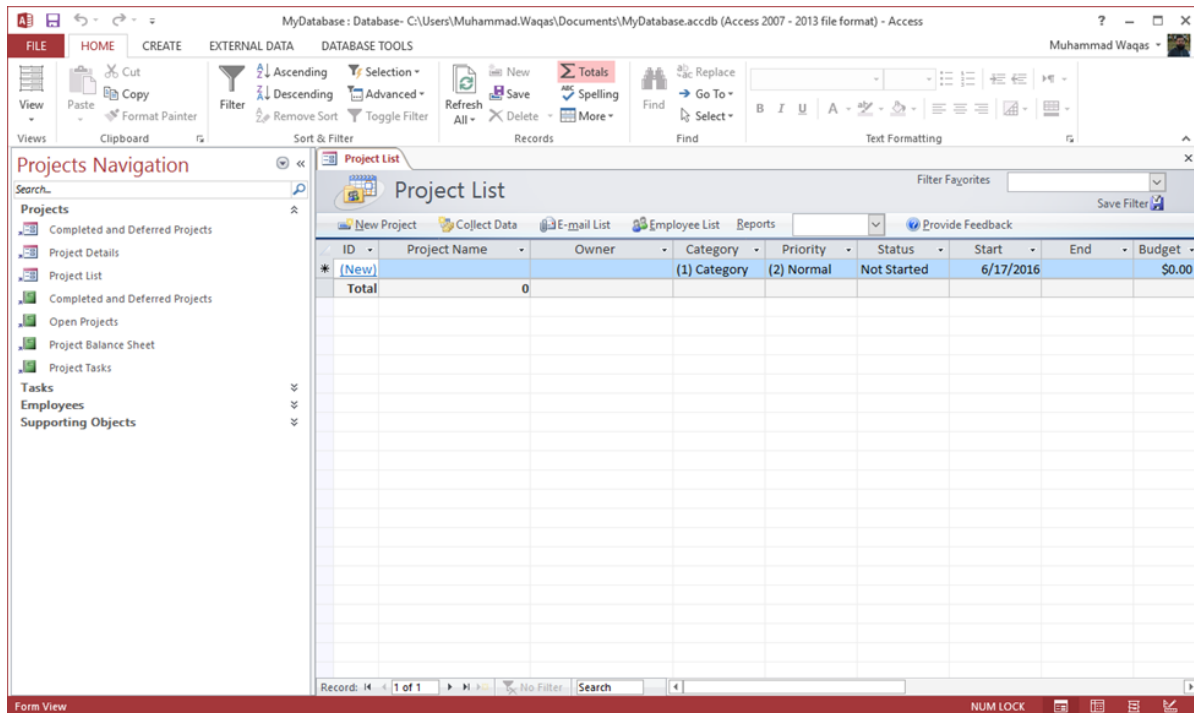 MyDatabase : Database- C:\Users\Muhammad.Waqas\Documents\MyDatabase.accdb (Access 2007 - 2013 file format) - Access
FILE HOME CREATE EXTERNAL DATA DATABASE TOOLS Muhammad Waqas
View
Views
Paste
Cut
Copy
Format Painter
Clipboard
Filter
Ascending
Descending
Remove Sort
Selection
Advanced
Toggle Filter
Sort & Filter
Refresh
All
New
Save
Delete
Totals
Spelling
More
Records
Find
Replace
Go To
Select
Find
B I U A
Text Formatting
Projects Navigation
Search...
Projects
Completed and Deferred Projects
Project Details
Project List
Completed and Deferred Projects
Open Projects
Project Balance Sheet
Project Tasks
Tasks
Employees
Supporting Objects
Project List
Project List
Filter Favorites
Save Filter
New Project Collect Data E-mail List Employee List Reports Provide Feedback
ID Project Name Owner Category Priority Status Start End Budget
* (New) (1) Category (2) Normal Not Started 6/17/2016 $0.00
Total 0
Record: 1 of 1 No Filter Search
Form View NUM LOCK